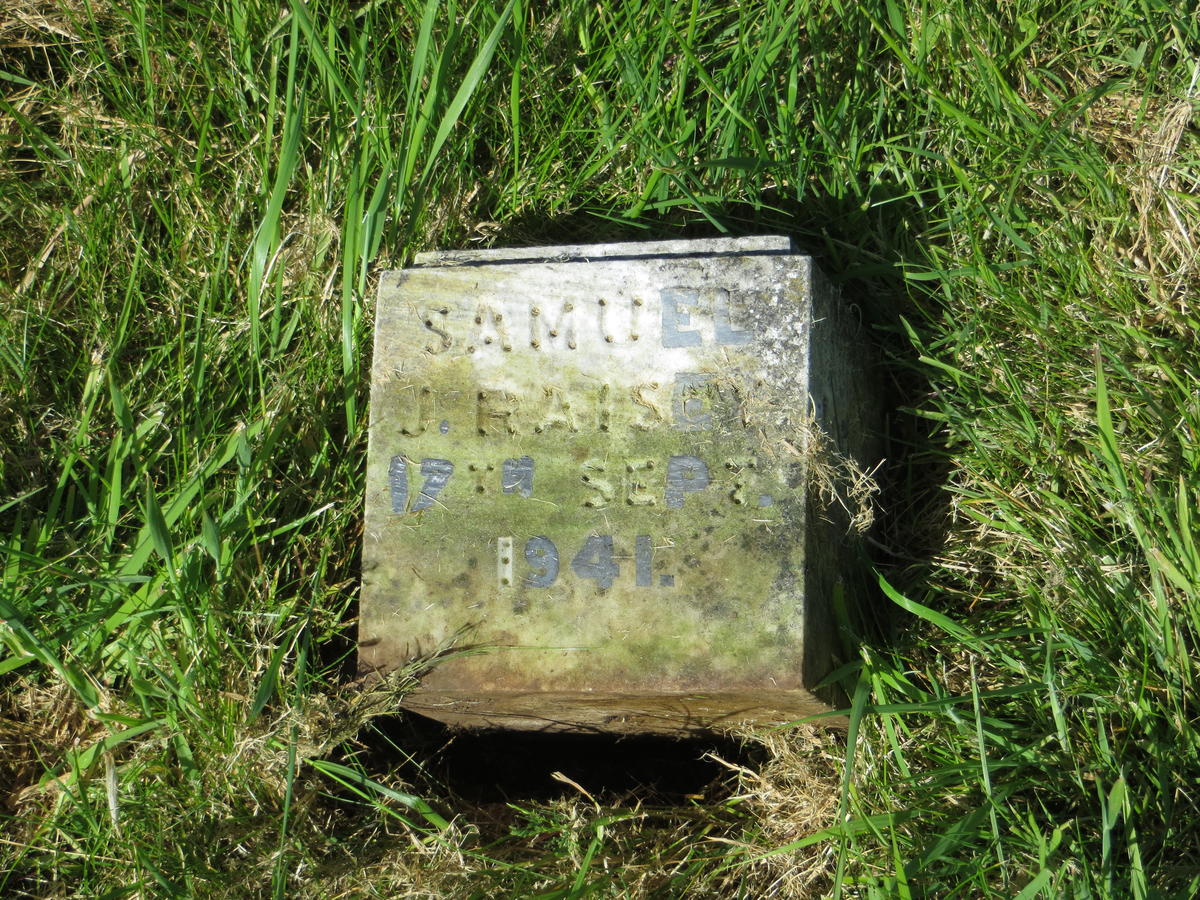 SAMUEL
J. RAISEY
17TH SEPT.
1941.